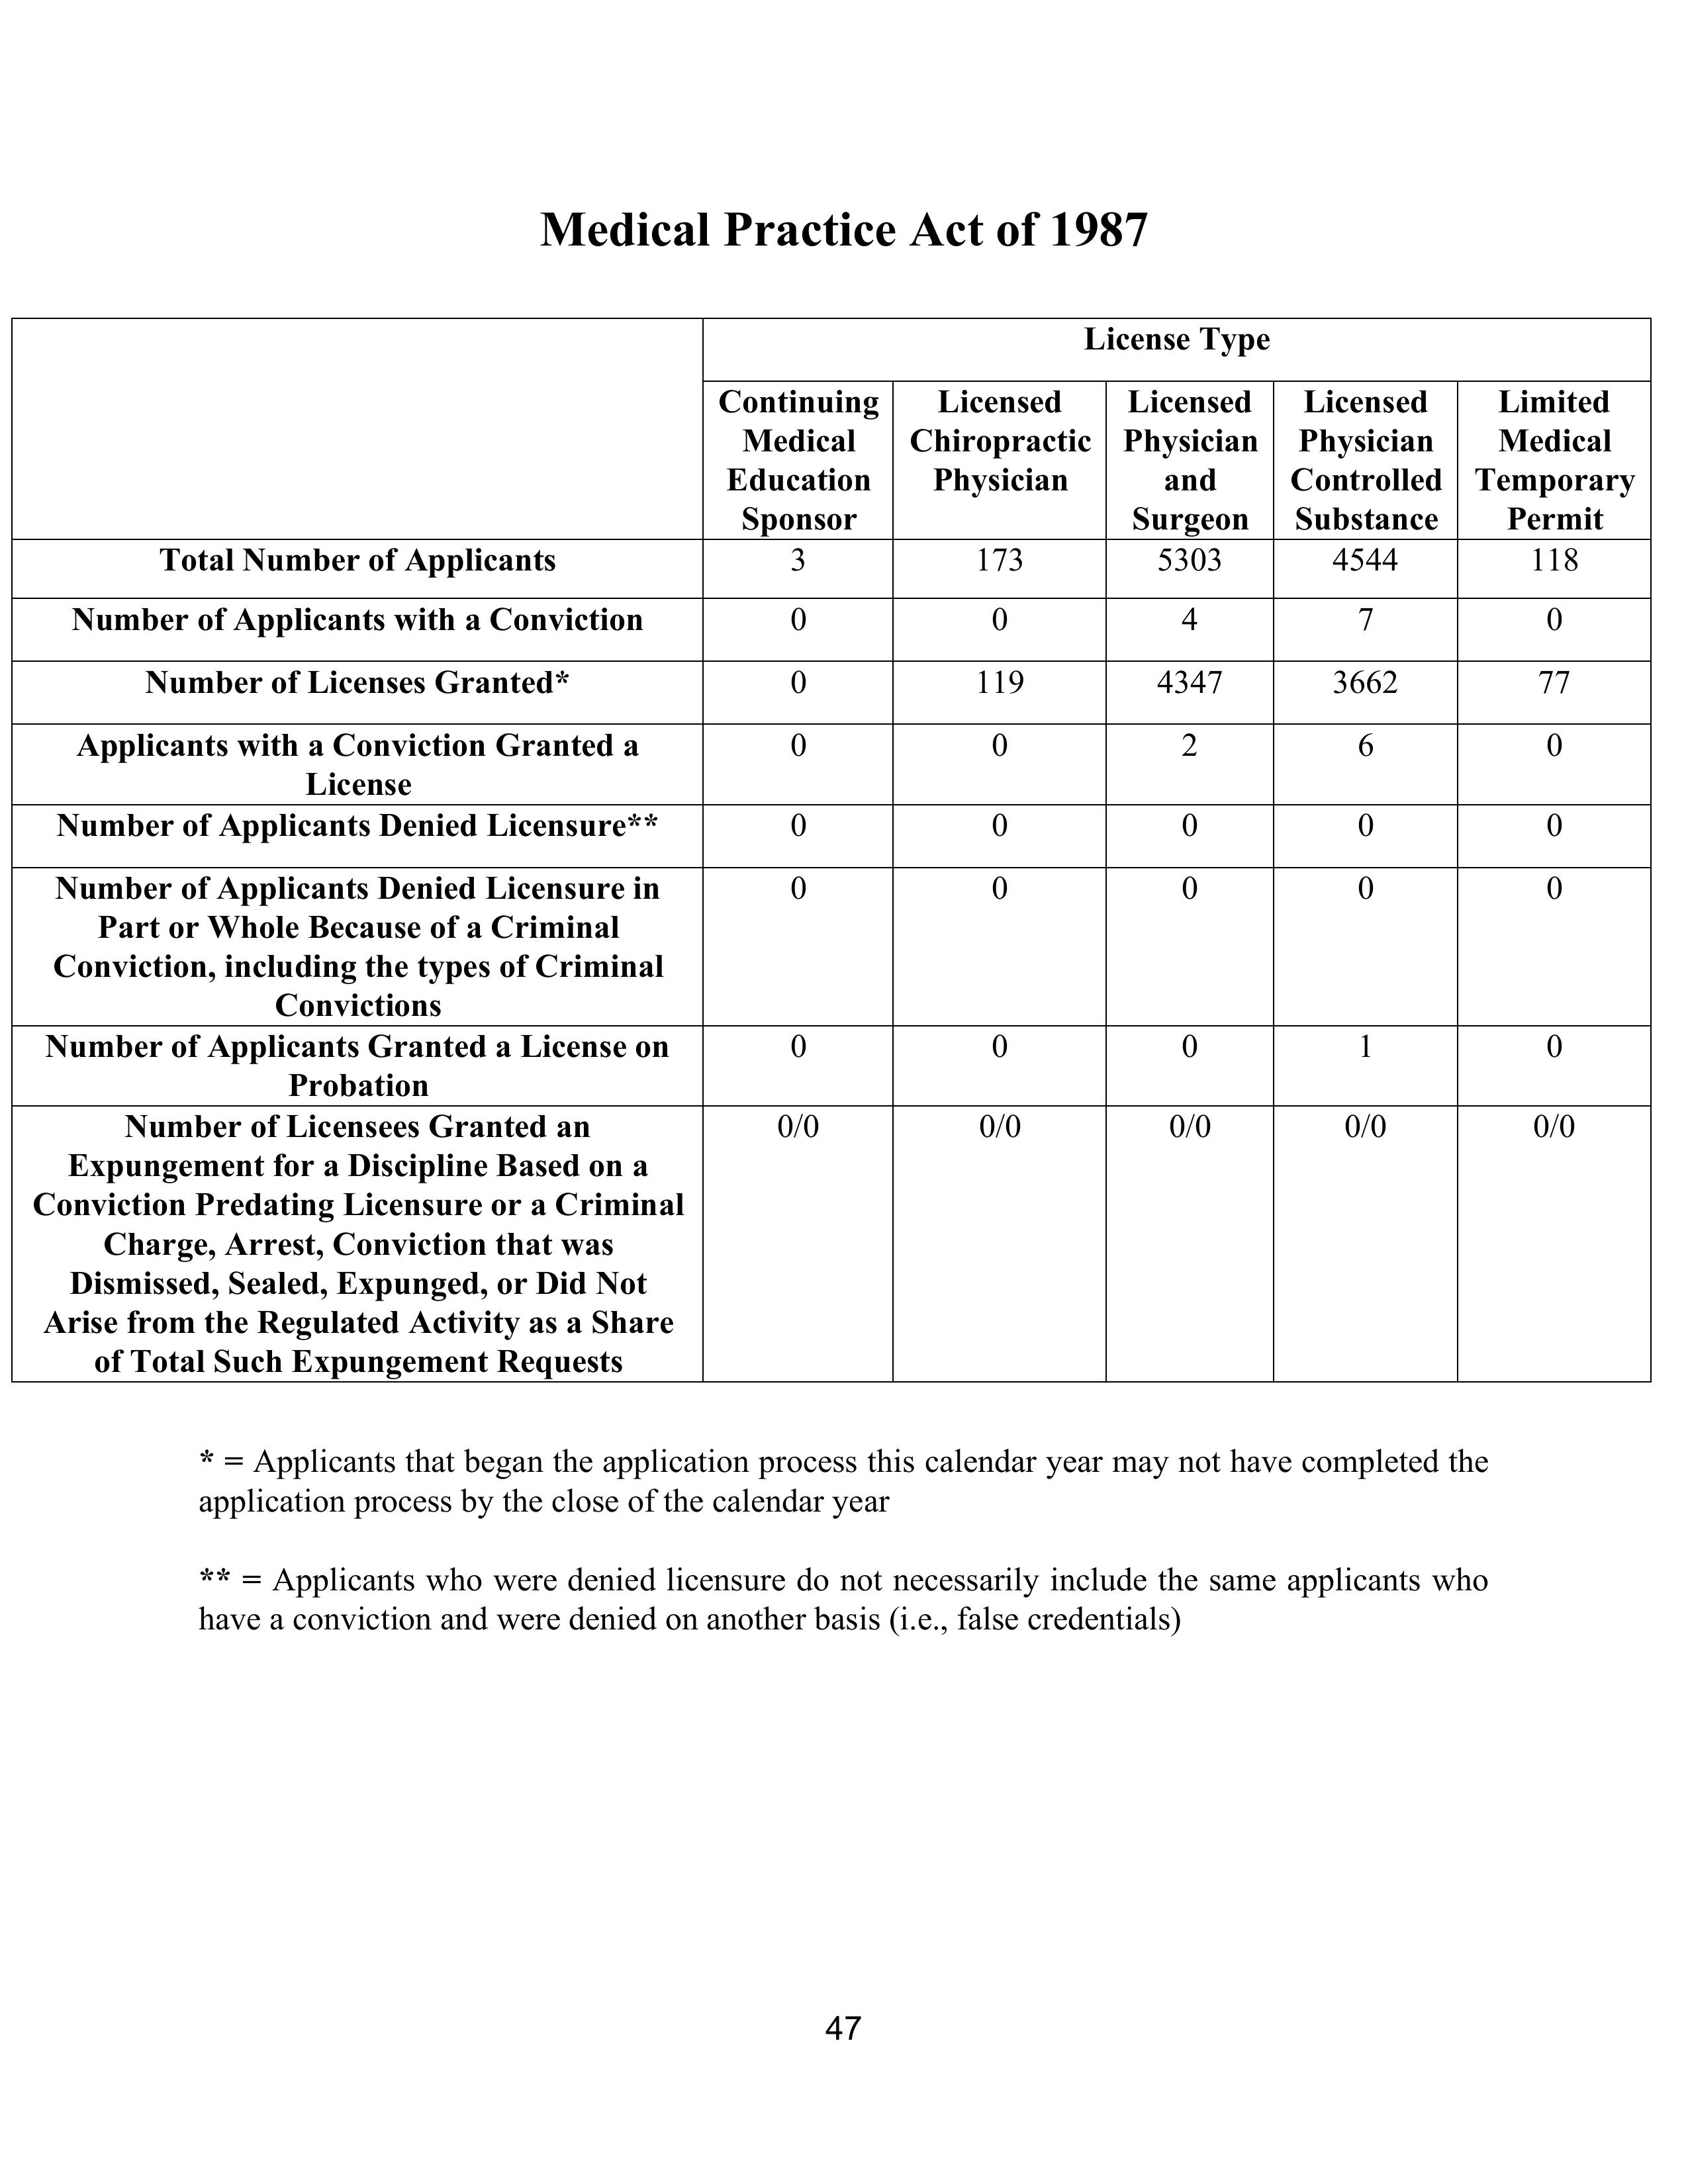 Medical Practice Act of 1987
License Type
Continuing Medical Education Sponsor
Licensed Chiropractic Physician
Licensed Physician and Surgeon
Licensed Physician Controlled Substance
Limited Medical Temporary Permit
Total Number of Applicants 3 173 5303 4544 118
Number of Applicants with a Conviction 0 0 4 7 0
Number of Licenses Granted* 0 119 4347 3662 77
Applicants with a Conviction Granted a
License 0 0 2 6 0
Number of Applicants Denied Licensure** 0 0 0 0 0
Number of Applicants Denied Licensure in
Part or Whole Because of a Criminal
Conviction, including the types of Criminal
Convictions 0 0 0 0 0
Number of Applicants Granted a License on
Probation 0 0 0 1 0
Number of Licensees Granted an
Expungement for a Discipline Based on a
Conviction Predating Licensure or a Criminal
Charge, Arrest, Conviction that was
Dismissed, Sealed, Expunged, or Did Not
Arise from the Regulated Activity as a Share
of Total Such Expungement Requests 0/0 0/0 0/0 0/0 0/0
* = Applicants that began the application process this calendar year may not have completed the
application process by the close of the calendar year
** = Applicants who were denied licensure do not necessarily include the same applicants who
have a conviction and were denied on another basis (i.e., false credentials)
47